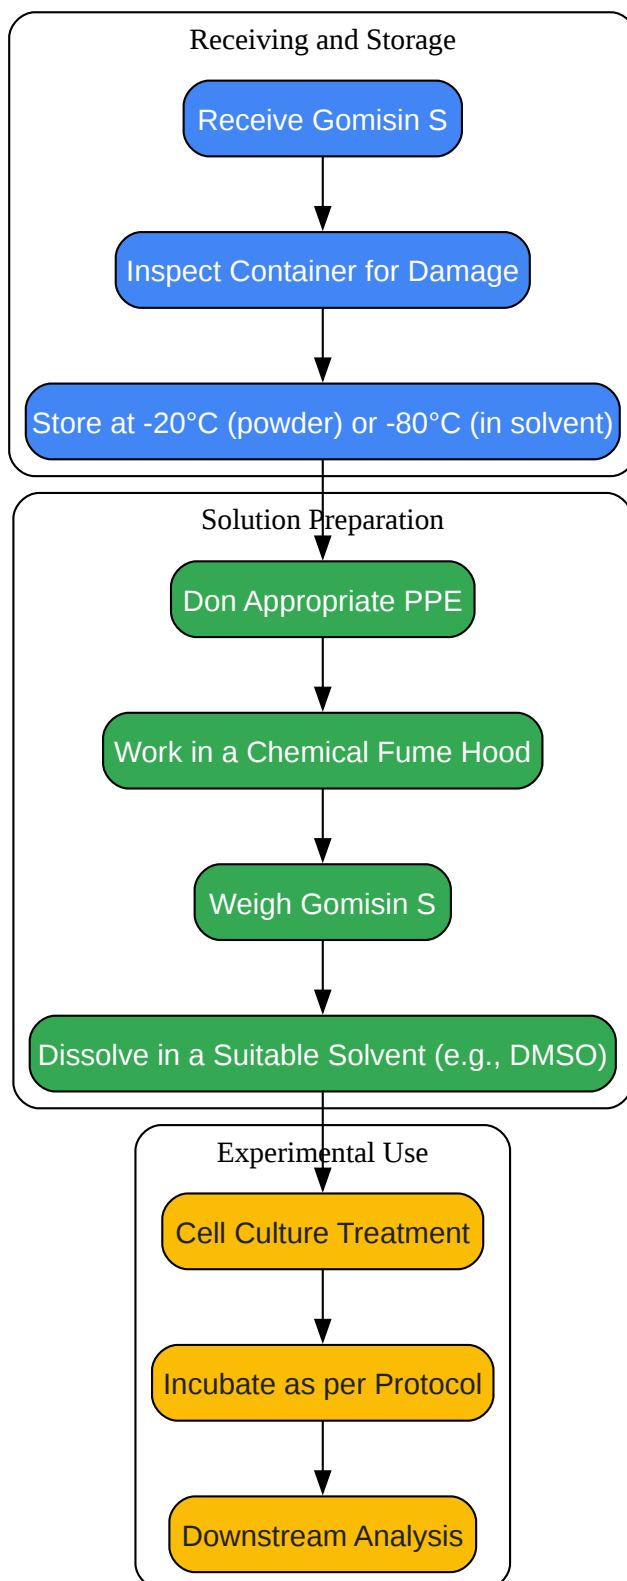 Receiving and Storage
Receive Gomisin S
Inspect Container for Damage
Store at -20°C (powder) or -80°C (in solvent)
Solution Preparation
Don Appropriate PPE
Work in a Chemical Fume Hood
Weigh Gomisin S
Dissolve in a Suitable Solvent (e.g., DMSO)
Experimental Use
Cell Culture Treatment
Incubate as per Protocol
Downstream Analysis